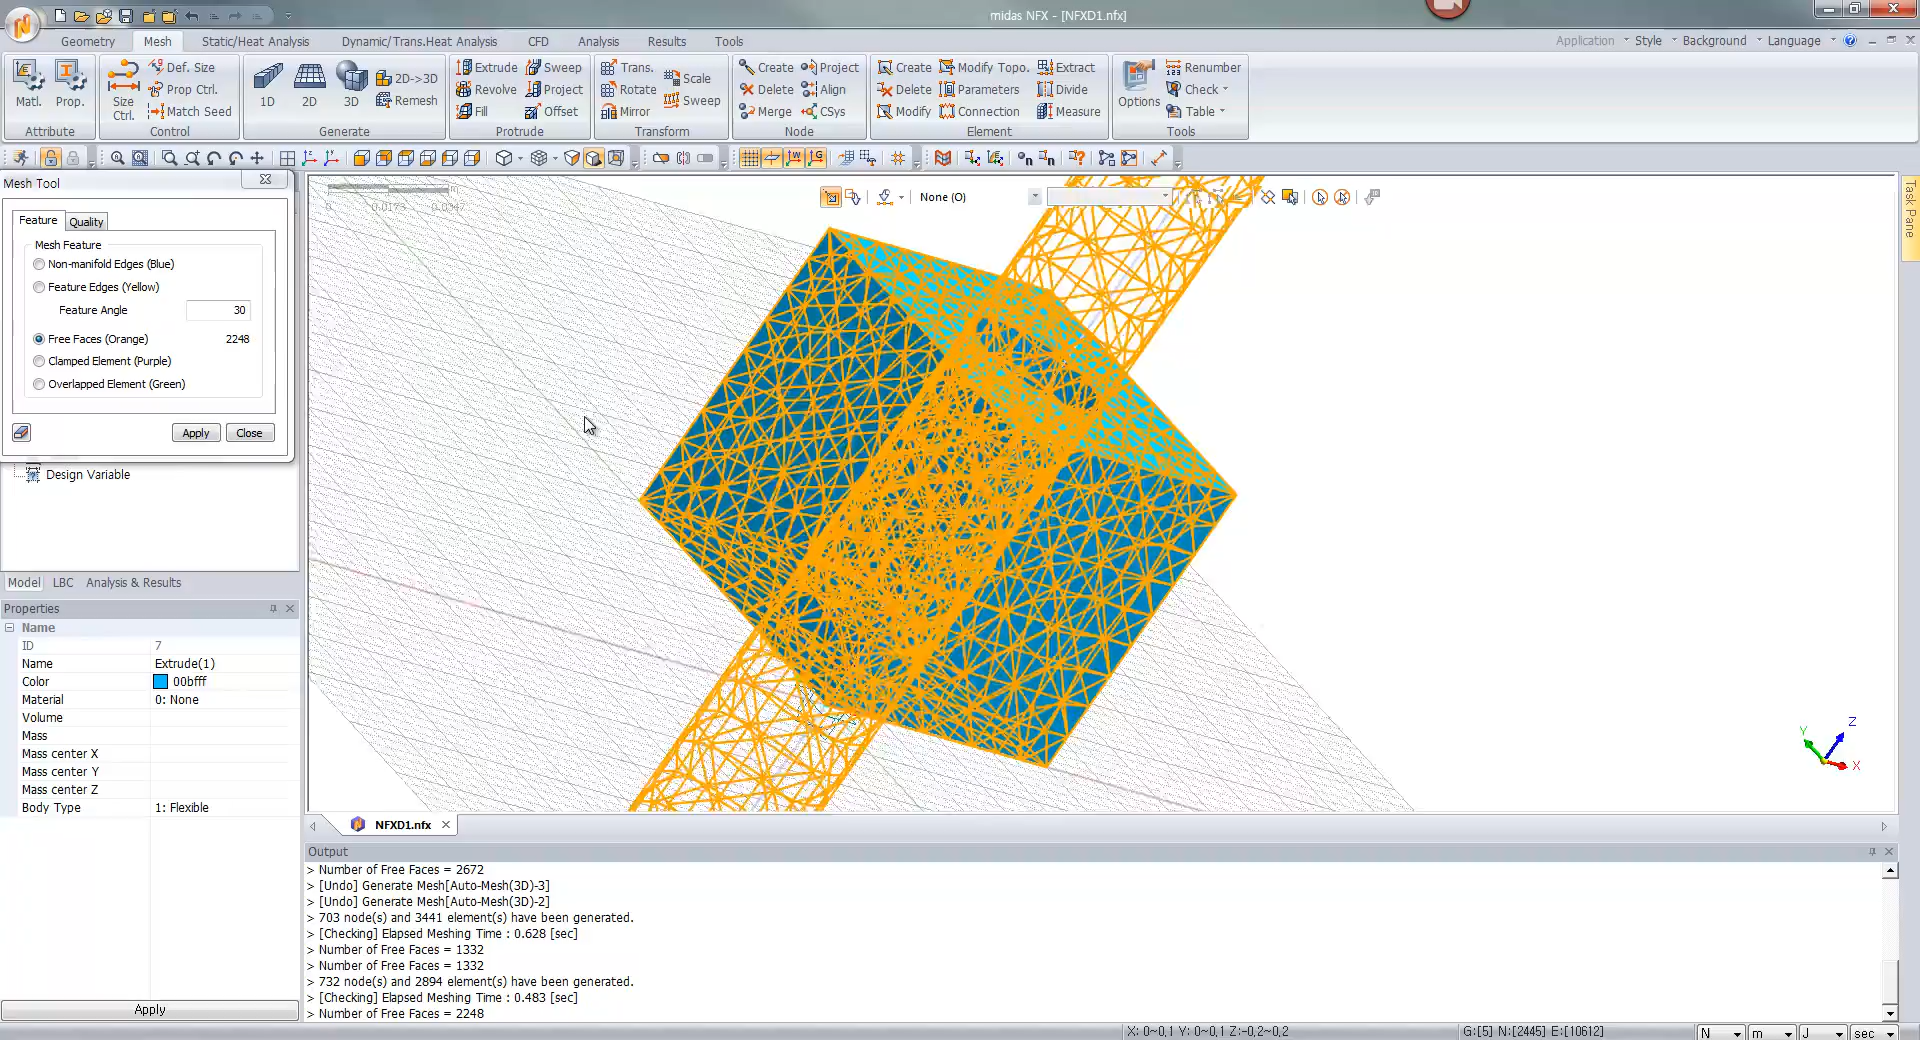 midas NFX - [NFXD1.nfx]
Geometry Mesh Static/Heat Analysis Dynamic/Trans.Heat Analysis CFD Analysis Results Tools
Application Style Background Language
Matl. Prop.
Attribute
Size Ctrl. Def. Size Prop Ctrl. Match Seed
Control
1D 2D 3D 2D->3D Remesh
Generate
Extrude Sweep
Revolve Project
Fill Offset
Protrude
Trans. Scale
Rotate Sweep
Mirror
Transform
Create Project
Delete Align
Merge CSys
Node
Create Modify Topo. Extract
Delete Parameters Divide
Modify Connection Measure
Element
Options Renumber
Check
Table
Tools
Mesh Tool
Feature Quality
Mesh Feature
Non-manifold Edges (Blue)
Feature Edges (Yellow)
Feature Angle 30
Free Faces (Orange) 2248
Clamped Element (Purple)
Overlapped Element (Green)
Apply Close
Design Variable
Model LBC Analysis & Results
Properties
Name
ID 7
Name Extrude(1)
Color 00bfff
Material 0: None
Volume
Mass
Mass center X
Mass center Y
Mass center Z
Body Type 1: Flexible
Apply
0 0.0173 0.0347
None (O)
Task Pane
Z
Y
X
NFXD1.nfx
Output
> Number of Free Faces = 2672
> [Undo] Generate Mesh[Auto-Mesh(3D)-3]
> [Undo] Generate Mesh[Auto-Mesh(3D)-2]
> 703 node(s) and 3441 element(s) have been generated.
> [Checking] Elapsed Meshing Time : 0.628 [sec]
> Number of Free Faces = 1332
> Number of Free Faces = 1332
> 732 node(s) and 2894 element(s) have been generated.
> [Checking] Elapsed Meshing Time : 0.483 [sec]
> Number of Free Faces = 2248
X: 0~0,1 Y: 0~0,1 Z:-0,2~0,2 G:[5] N:[2445] E:[10612] N m J sec